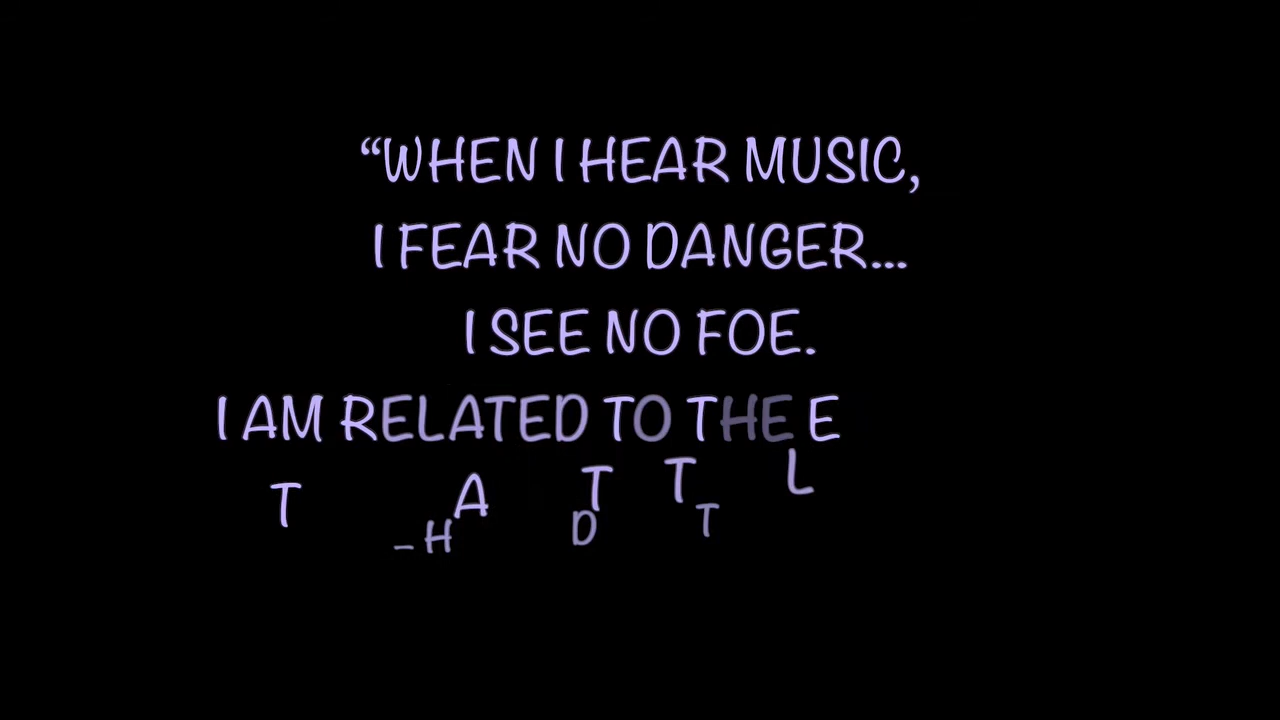 “WHEN I HEAR MUSIC,
I FEAR NO DANGER...
I SEE NO FOE.
I AM RELATED TO THE E
T A T T L
– H D T